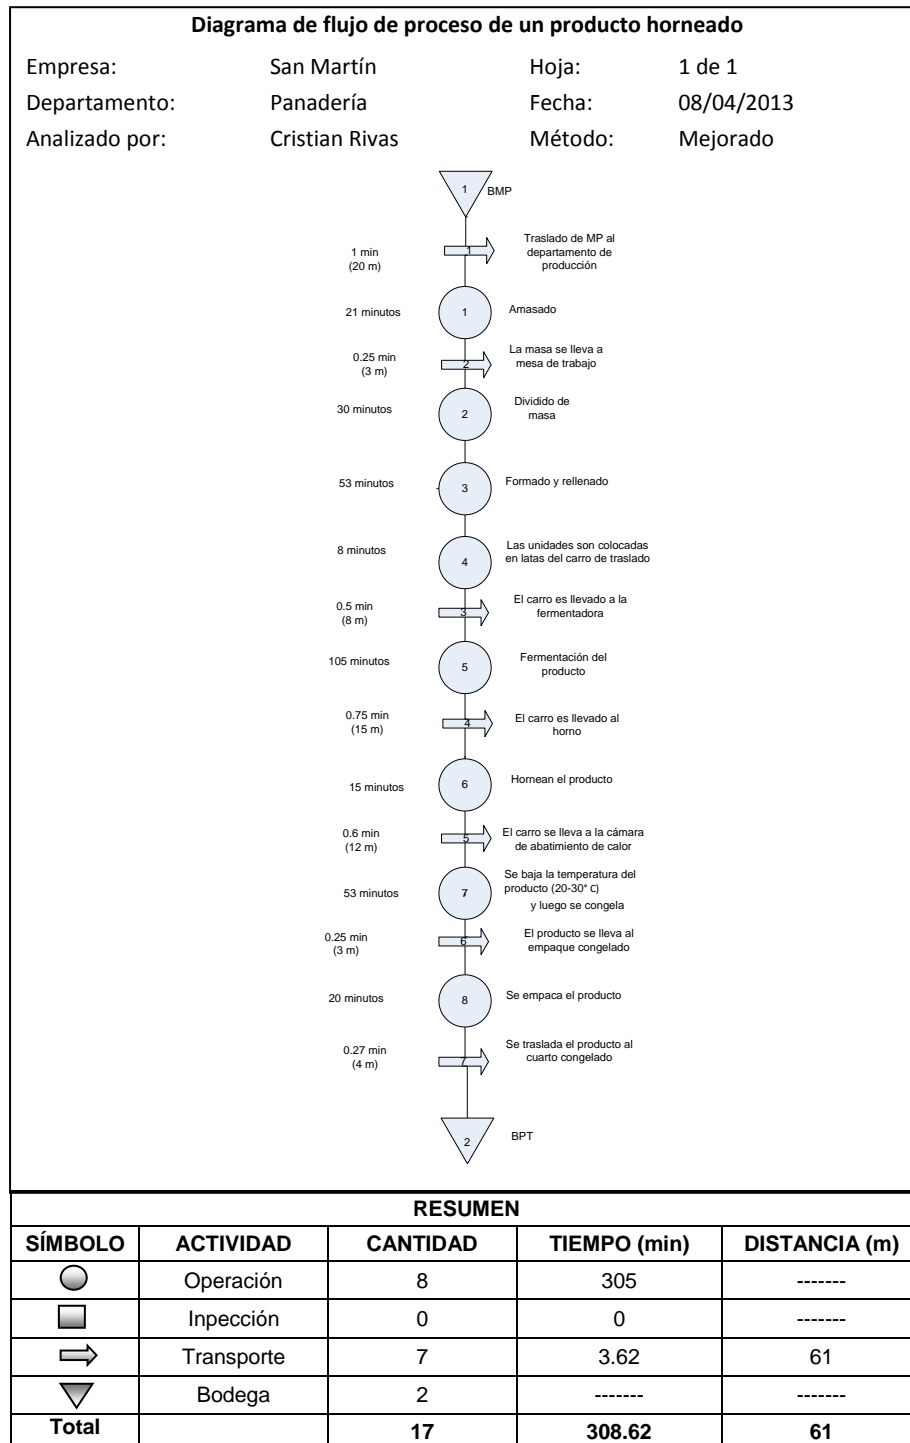 Diagrama de flujo de proceso de un producto horneado
Empresa: San Martín Hoja: 1 de 1
Departamento: Panadería Fecha: 08/04/2013
Analizado por: Cristian Rivas Método: Mejorado
1 BMP
1 min
(20 m)
1
Traslado de MP al
departamento de
producción
21 minutos 1 Amasado
0.25 min
(3 m)
2
La masa se lleva a
mesa de trabajo
30 minutos
2
Dividido de
masa
53 minutos 3 Formado y rellenado
8 minutos
4
Las unidades son colocadas
en latas del carro de traslado
0.5 min
(8 m)
3
El carro es llevado a la
fermentadora
105 minutos
5
Fermentación del
producto
0.75 min
(15 m)
4
El carro es llevado al
horno
15 minutos 6 Hornean el producto
0.6 min
(12 m)
5
El carro se lleva a la cámara
de abatimiento de calor
53 minutos
7
Se baja la temperatura del
producto (20-30° C)
y luego se congela
0.25 min
(3 m)
6
El producto se lleva al
empaque congelado
20 minutos 8 Se empaca el producto
0.27 min
(4 m)
7
Se traslada el producto al
cuarto congelado
2 BPT
RESUMEN
SÍMBOLO ACTIVIDAD CANTIDAD TIEMPO (min) DISTANCIA (m)
Operación 8 305 -------
Inpección 0 0 -------
Transporte 7 3.62 61
Bodega 2 ------- -------
Total 17 308.62 61